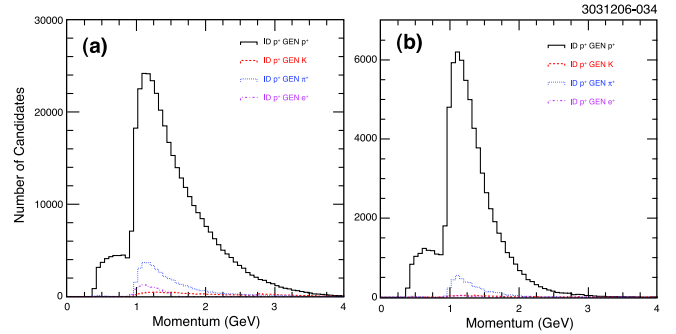 3031206-034
30000
(a)
ID p⁺ GEN p⁺
ID p⁺ GEN K
ID p⁺ GEN π⁺
ID p⁺ GEN e⁺
20000
10000
0
Number of Candidates
0 1 2 3 4
Momentum (GeV)
(b)
ID p⁺ GEN p⁺
ID p⁺ GEN K
ID p⁺ GEN π⁺
ID p⁺ GEN e⁺
6000
4000
2000
0
0 1 2 3 4
Momentum (GeV)